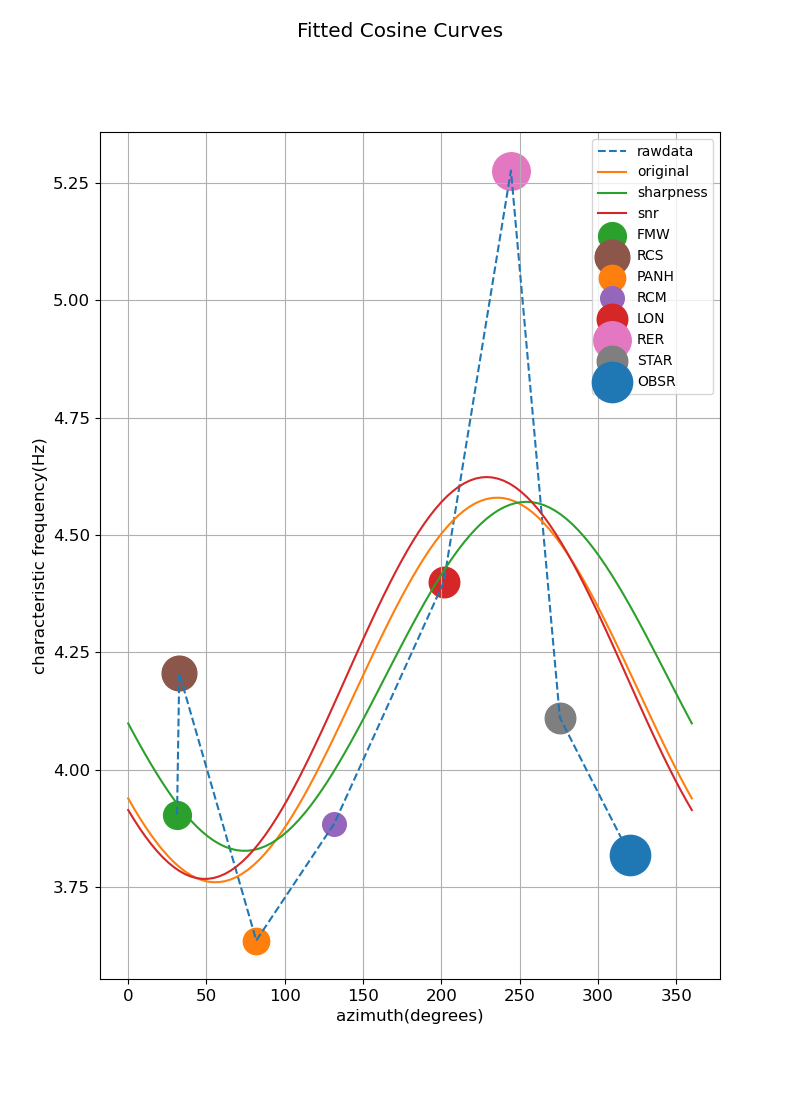 Fitted Cosine Curves
rawdata
original
sharpness
snr
FMW
RCS
PANH
RCM
LON
RER
STAR
OBSR
characteristic frequency(Hz)
5.25
5.00
4.75
4.50
4.25
4.00
3.75
0 50 100 150 200 250 300 350
azimuth(degrees)